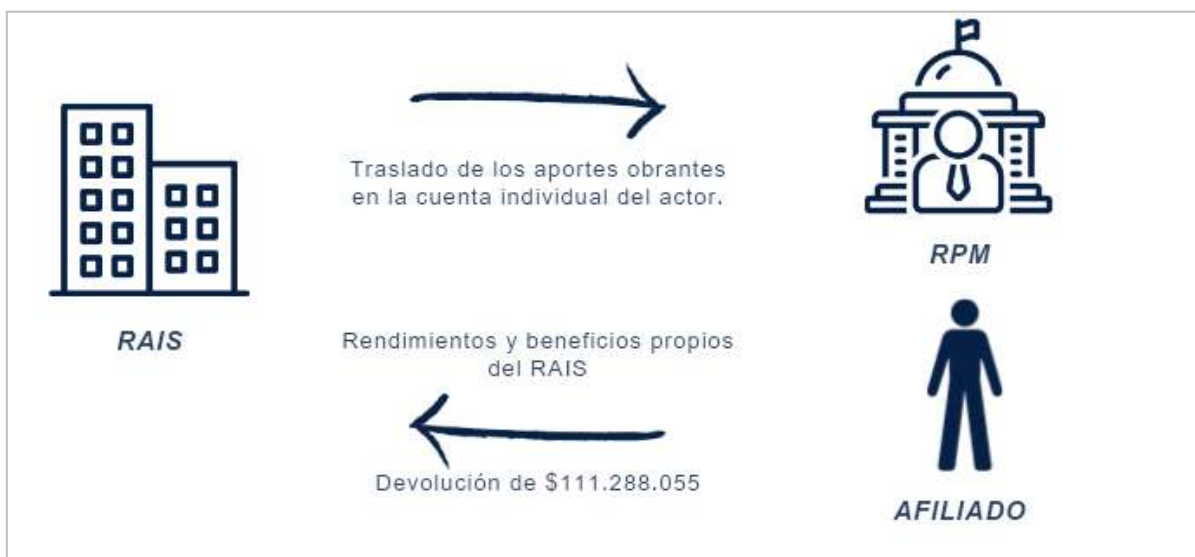 Traslado de los aportes obrantes
en la cuenta individual del actor.
RPM
RAIS
Rendimientos y beneficios propios
del RAIS
Devolución de $111.288.055
AFILIADO